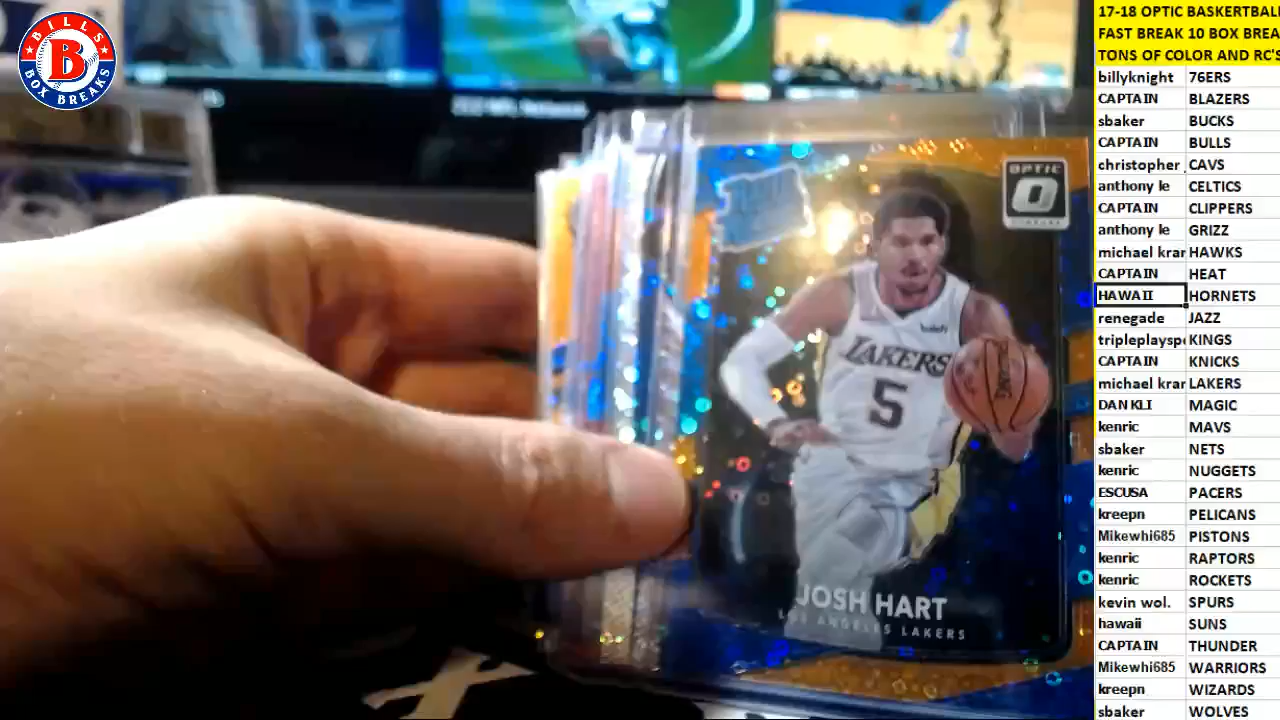 BILLS
B
BOX BREAKS
OPTIC
LAKERS
5
JOSH HART
LOS ANGELES LAKERS
17-18 OPTIC BASKERTBALL
FAST BREAK 10 BOX BREA
TONS OF COLOR AND RC'S
billyknight 76ERS
CAPTAIN BLAZERS
sbaker BUCKS
CAPTAIN BULLS
christopher CAVS
anthony le CELTICS
CAPTAIN CLIPPERS
anthony le GRIZZ
michael krar HAWKS
CAPTAIN HEAT
HAWAII HORNETS
renegade JAZZ
tripleplayspo KINGS
CAPTAIN KNICKS
michael krar LAKERS
DAN KLI MAGIC
kenric MAVS
sbaker NETS
kenric NUGGETS
ESCUSA PACERS
kreepn PELICANS
Mikewhi685 PISTONS
kenric RAPTORS
kenric ROCKETS
kevin wol. SPURS
hawaii SUNS
CAPTAIN THUNDER
Mikewhi685 WARRIORS
kreepn WIZARDS
sbaker WOLVES